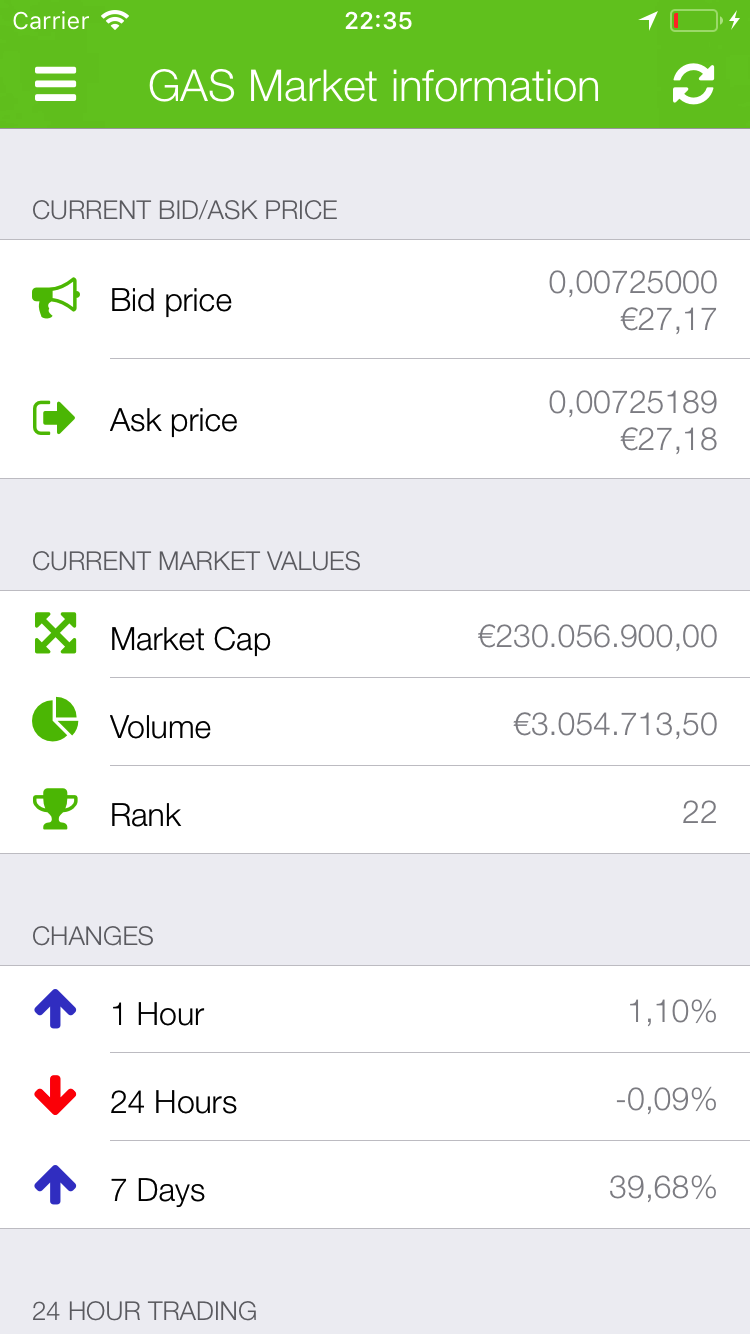 Carrier 22:35
GAS Market information
CURRENT BID/ASK PRICE
Bid price
0,00725000
€27,17
Ask price
0,00725189
€27,18
CURRENT MARKET VALUES
Market Cap €230.056.900,00
Volume €3.054.713,50
Rank 22
CHANGES
1 Hour 1,10%
24 Hours -0,09%
7 Days 39,68%
24 HOUR TRADING